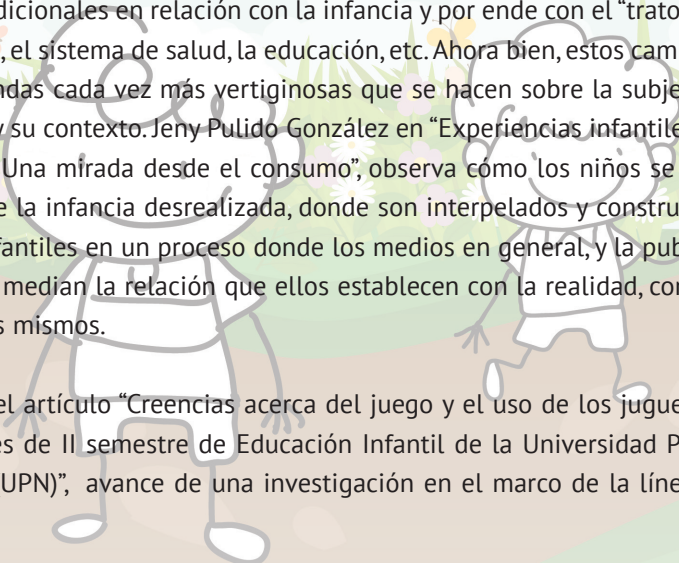 dicionales en relación con la infancia y por ende con el “trato
, el sistema de salud, la educación, etc. Ahora bien, estos cam
ndas cada vez más vertiginosas que se hacen sobre la subje
y su contexto. Jeny Pulido González en “Experiencias infantile
Una mirada desde el consumo”, observa cómo los niños se
e la infancia desrealizada, donde son interpelados y constru
nfantiles en un proceso donde los medios en general, y la pub
median la relación que ellos establecen con la realidad, con
s mismos.
el artículo “Creencias acerca del juego y el uso de los jugue
es de II semestre de Educación Infantil de la Universidad P
(UPN)”, avance de una investigación en el marco de la líne